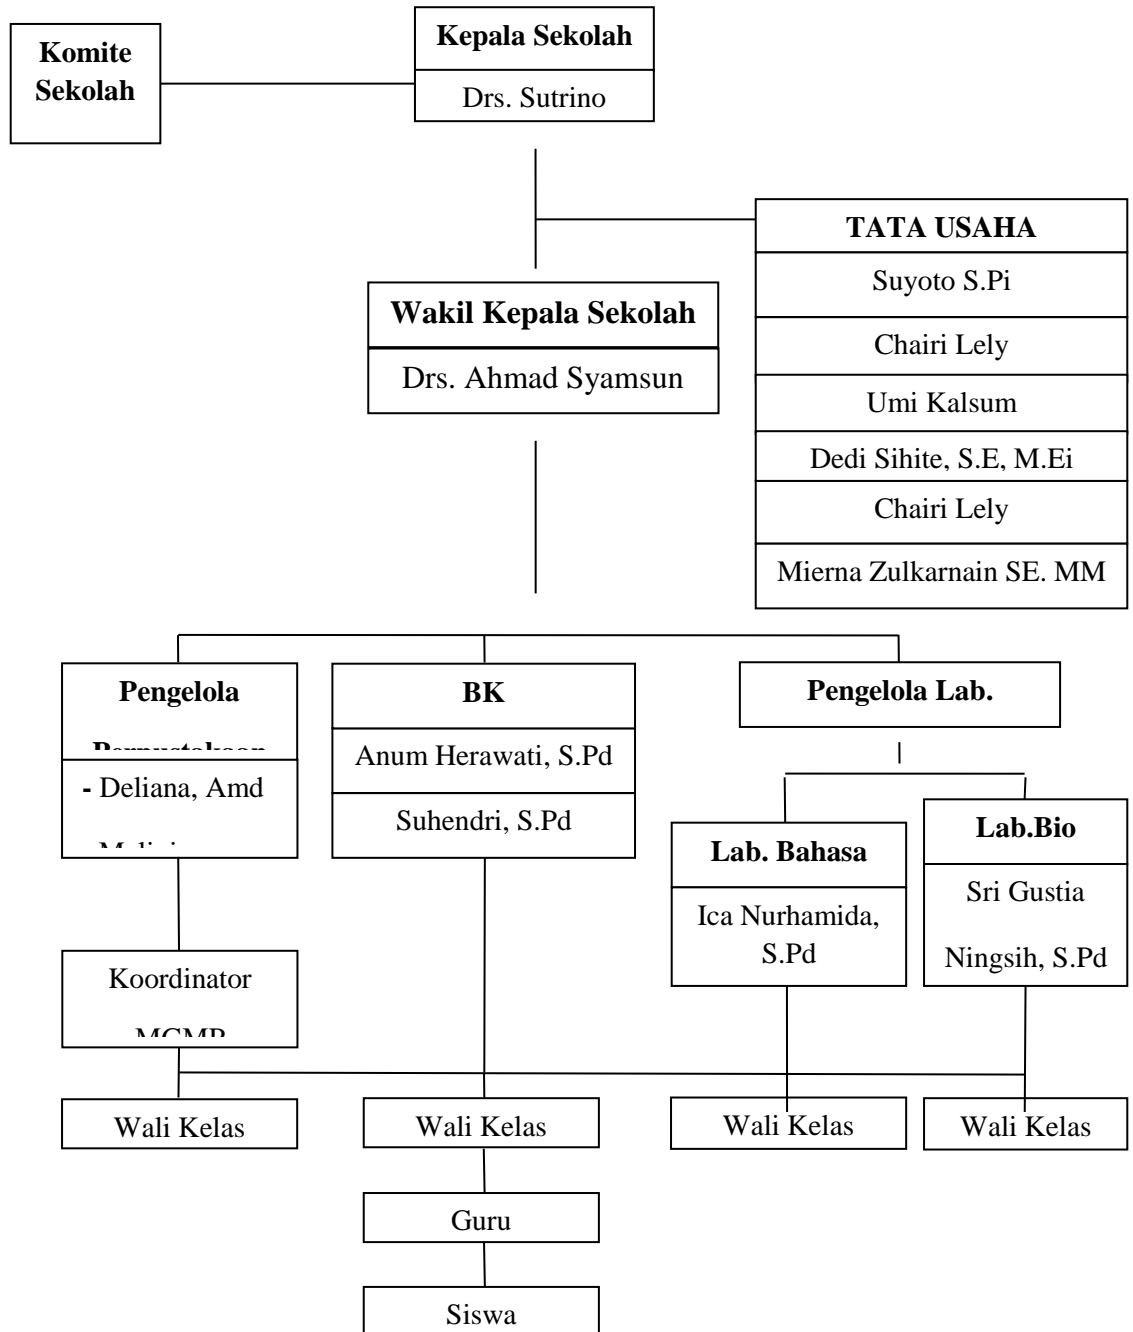 Komite
Sekolah
Kepala Sekolah
Drs. Sutrino
TATA USAHA
Suyoto S.Pi
Chairi Lely
Umi Kalsum
Dedi Sihite, S.E, M.Ei
Chairi Lely
Mierna Zulkarnain SE. MM
Wakil Kepala Sekolah
Drs. Ahmad Syamsun
Pengelola
Perpustakaan
- Deliana, Amd
BK
Anum Herawati, S.Pd
Suhendri, S.Pd
Pengelola Lab.
Lab. Bahasa
Ica Nurhamida,
S.Pd
Lab.Bio
Sri Gustia
Ningsih, S.Pd
Koordinator
MGMP
Wali Kelas
Wali Kelas
Wali Kelas
Wali Kelas
Guru
Siswa